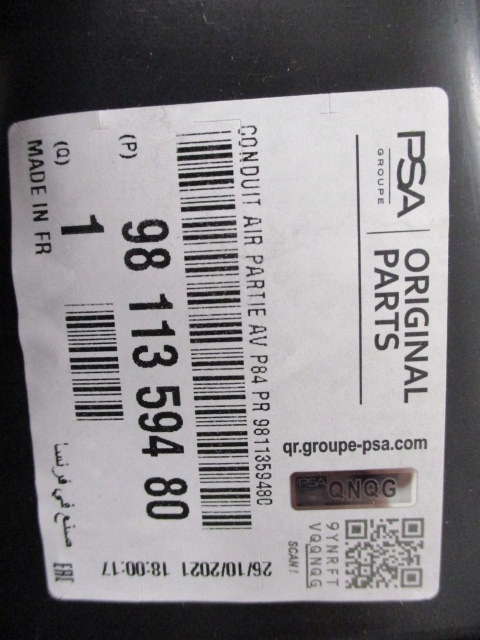 PSA
GROUPE
ORIGINAL
PARTS
qr.groupe-psa.com
PSA QNQG
9YNRFT
VQQNQG
SCAN !
CONDUIT AIR PARTIE AV P84 PR 9811359480
26/10/2021 18:00:17
(P)
98 113 594 80
(Q)
1
MADE IN FR
صنع في فرنسا
EAC